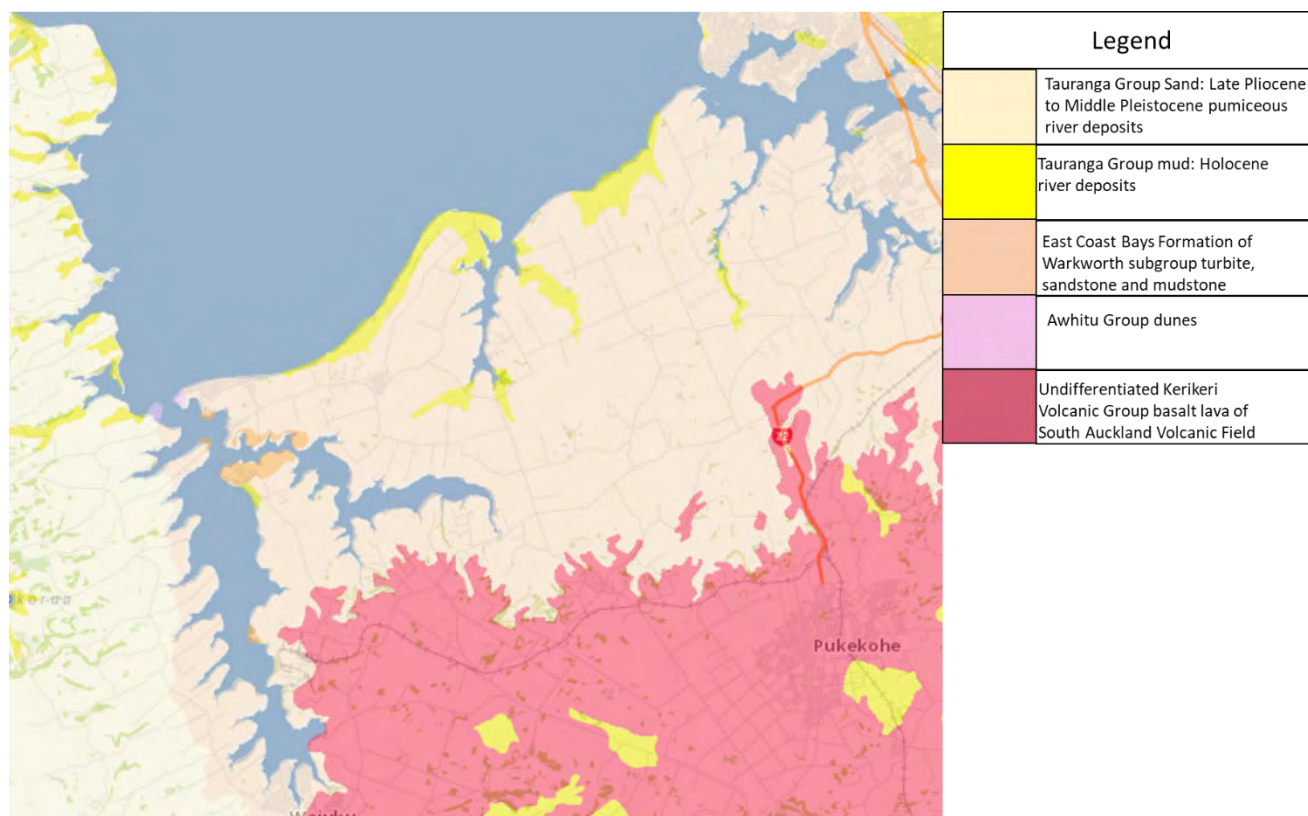 Legend
Tauranga Group Sand: Late Pliocene
to Middle Pleistocene pumiceous
river deposits
Tauranga Group mud: Holocene
river deposits
East Coast Bays Formation of
Warkworth subgroup turbite,
sandstone and mudstone
Awhitu Group dunes
Undifferentiated Kerikeri
Volcanic Group basalt lava of
South Auckland Volcanic Field
22
Pukekohe